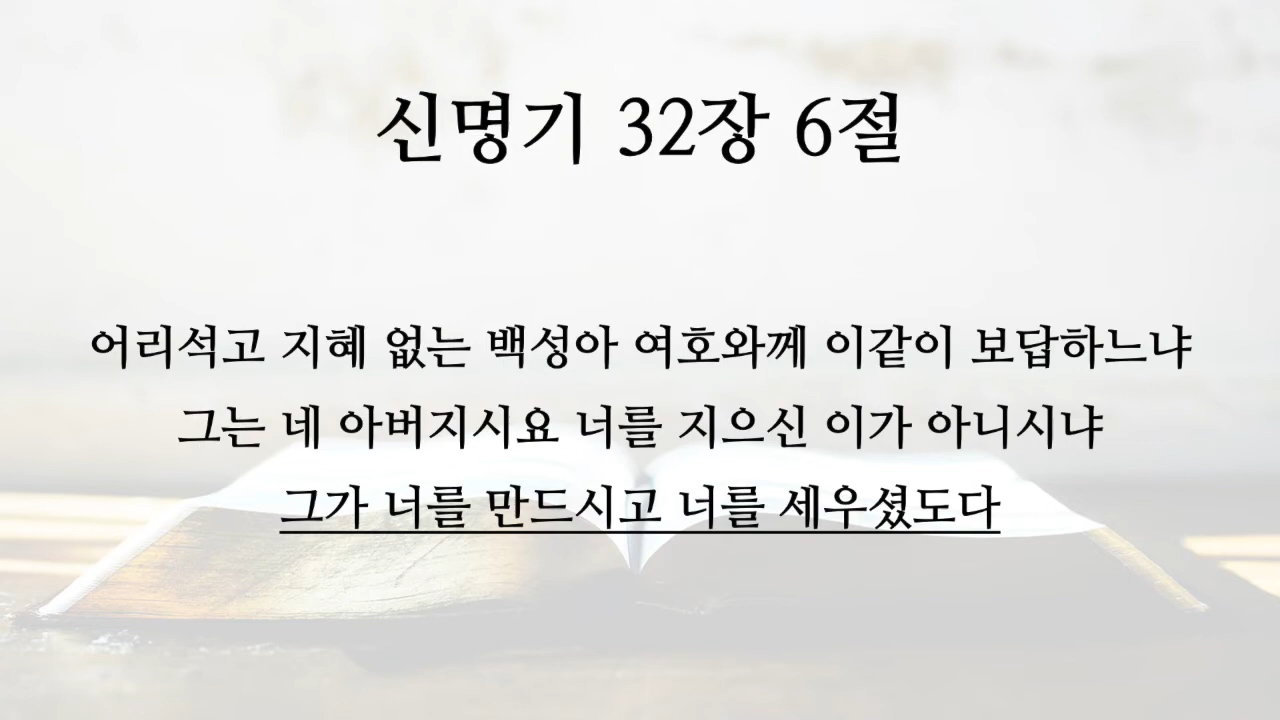 신명기 32장 6절
어리석고 지혜 없는 백성아 여호와께 이같이 보답하느냐
그는 네 아버지시요 너를 지으신 이가 아니시냐
그가 너를 만드시고 너를 세우셨도다